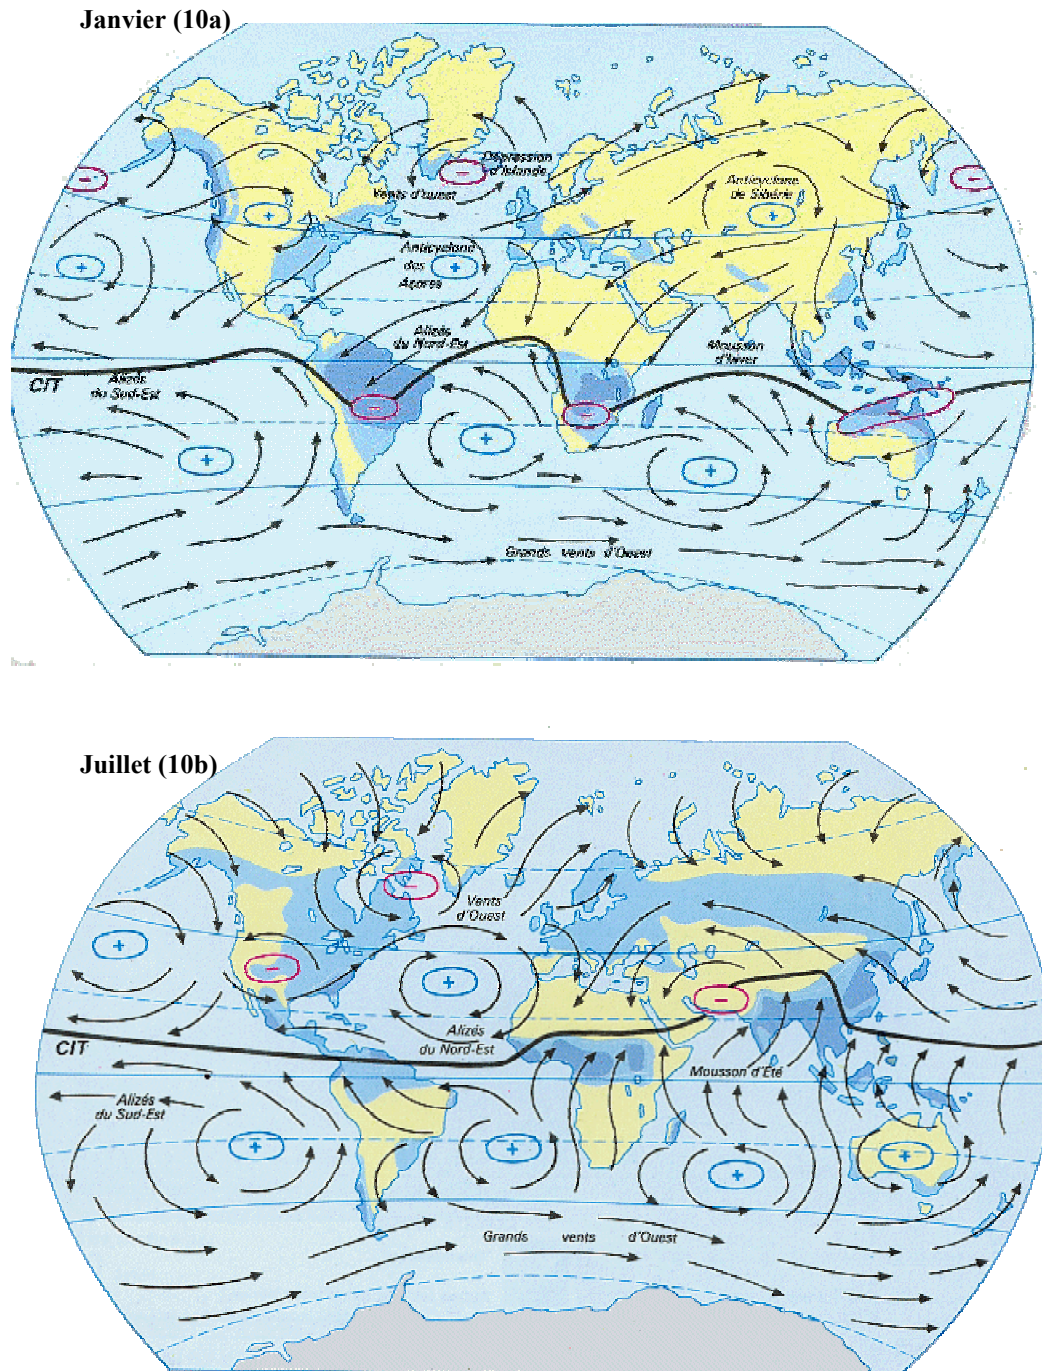 Janvier (10a)
Dépression
d'Islande
Vents d'ouest
Anticyclone
de Sibérie
Anticyclone
des
Açores
Alizés
du Nord-Est
Mousson
d'hiver
CIT
Alizés
du Sud-Est
Grands vents d'Ouest
Juillet (10b)
Vents
d'Ouest
Alizés
du Nord-Est
CIT
Mousson d'Eté
Alizés
du Sud-Est
Grands vents d'Ouest